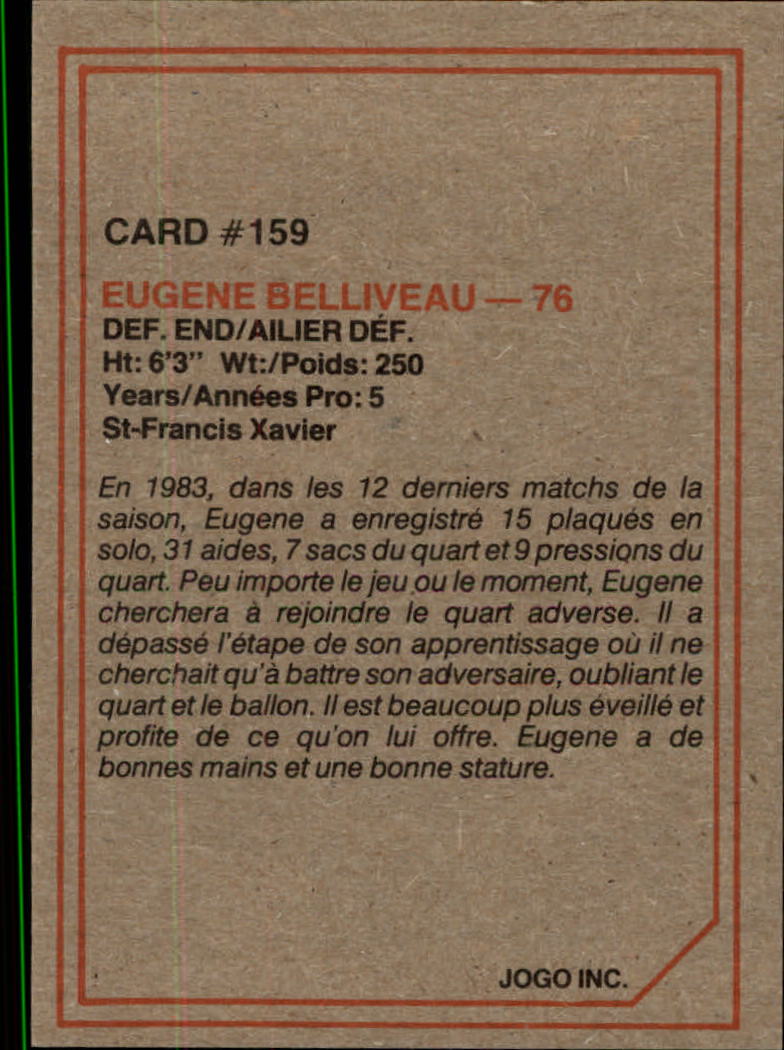 CARD #159
EUGENE BELLIVEAU — 76
DEF. END/AILIER DÉF.
Ht: 6'3" Wt:/Poids: 250
Years/Années Pro: 5
St-Francis Xavier
En 1983, dans les 12 derniers matchs de la
saison, Eugene a enregistré 15 plaqués en
solo, 31 aides, 7 sacs du quart et 9 pressions du
quart. Peu importe le jeu ou le moment, Eugene
cherchera à rejoindre le quart adverse. Il a
dépassé l'étape de son apprentissage où il ne
cherchait qu'à battre son adversaire, oubliant le
quart et le ballon. Il est beaucoup plus éveillé et
profite de ce qu'on lui offre. Eugene a de
bonnes mains et une bonne stature.
JOGO INC.